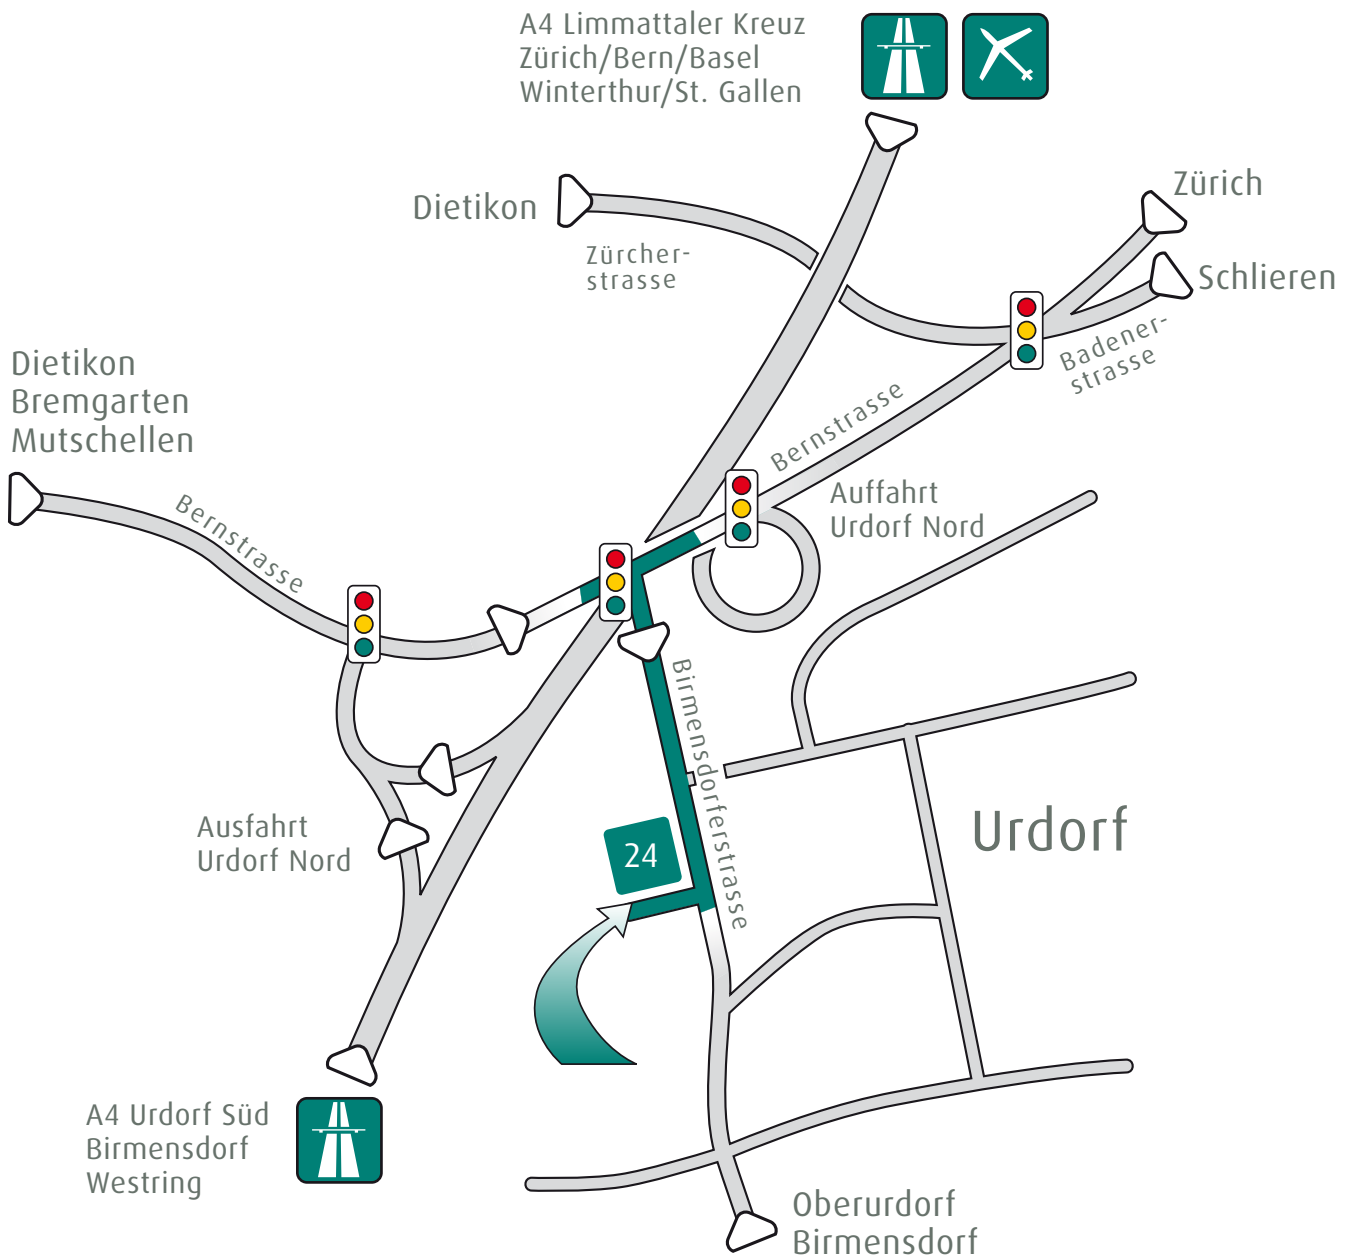 A4 Limmattaler Kreuz
Zürich/Bern/Basel
Winterthur/St. Gallen
Zürich
Dietikon
Zürcher-
strasse
Schlieren
Badener-
strasse
Dietikon
Bremgarten
Mutschellen
Bernstrasse
Bernstrasse
Auffahrt
Urdorf Nord
Birmensdorferstrasse
Ausfahrt
Urdorf Nord
24
Urdorf
A4 Urdorf Süd
Birmensdorf
Westring
Oberurdorf
Birmensdorf